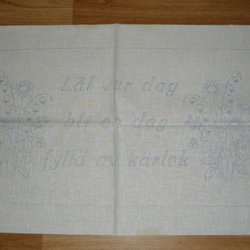 Låt var dag
bli en dag
fylld av kärlek